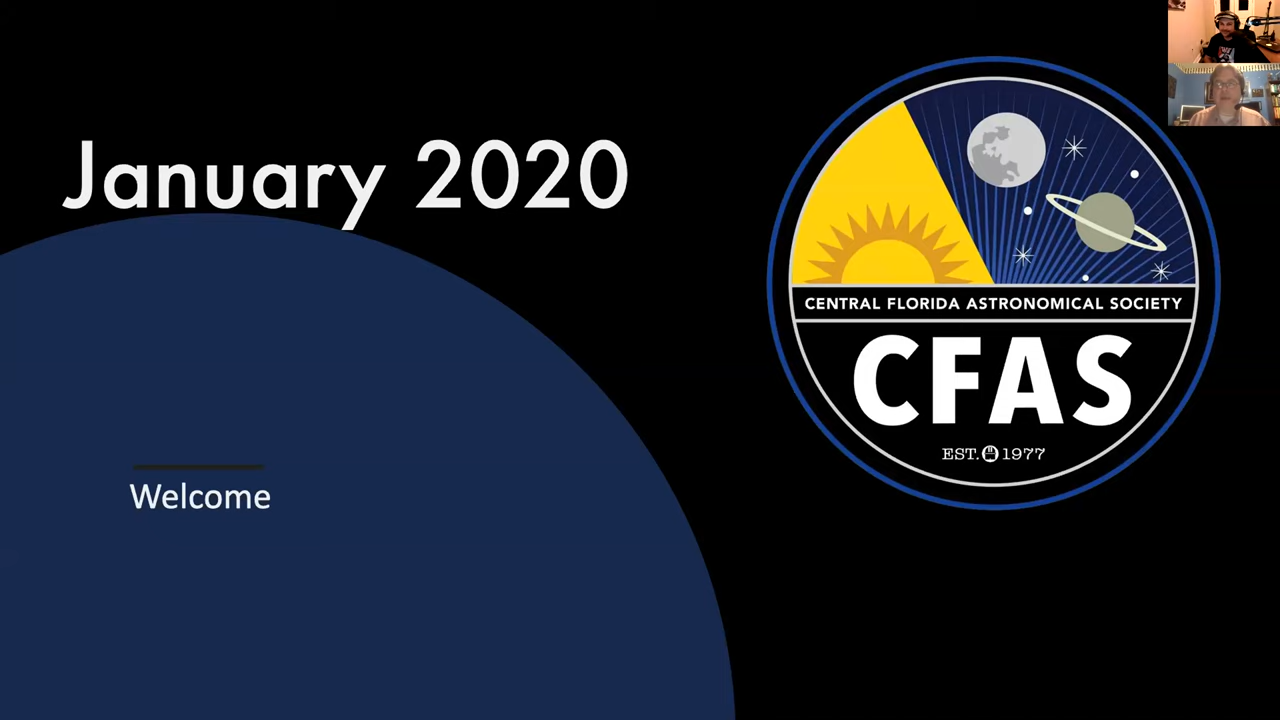 January 2020
CENTRAL FLORIDA ASTRONOMICAL SOCIETY
CFAS
EST. 1977
Welcome